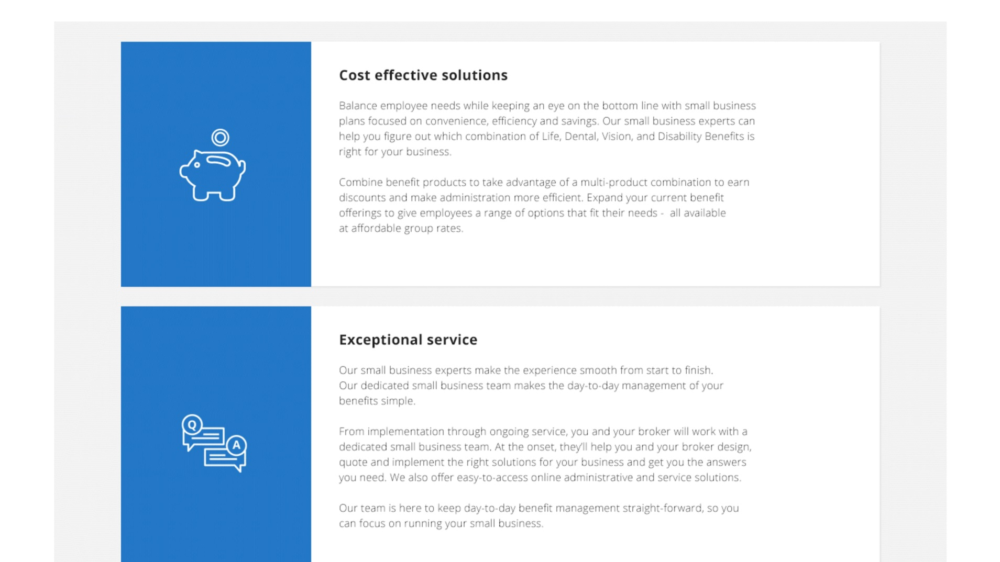 Cost effective solutions
Balance employee needs while keeping an eye on the bottom line with small business
plans focused on convenience, efficiency and savings. Our small business experts can
help you figure out which combination of Life, Dental, Vision, and Disability Benefits is
right for your business.
Combine benefit products to take advantage of a multi-product combination to earn
discounts and make administration more efficient. Expand your current benefit
offerings to give employees a range of options that fit their needs -  all available
at affordable group rates.
Q
A
Exceptional service
Our small business experts make the experience smooth from start to finish.
Our dedicated small business team makes the day-to-day management of your
benefits simple.
From implementation through ongoing service, you and your broker will work with a
dedicated small business team. At the onset, they’ll help you and your broker design,
quote and implement the right solutions for your business and get you the answers
you need. We also offer easy-to-access online administrative and service solutions.
Our team is here to keep day-to-day benefit management straight-forward, so you
can focus on running your small business.